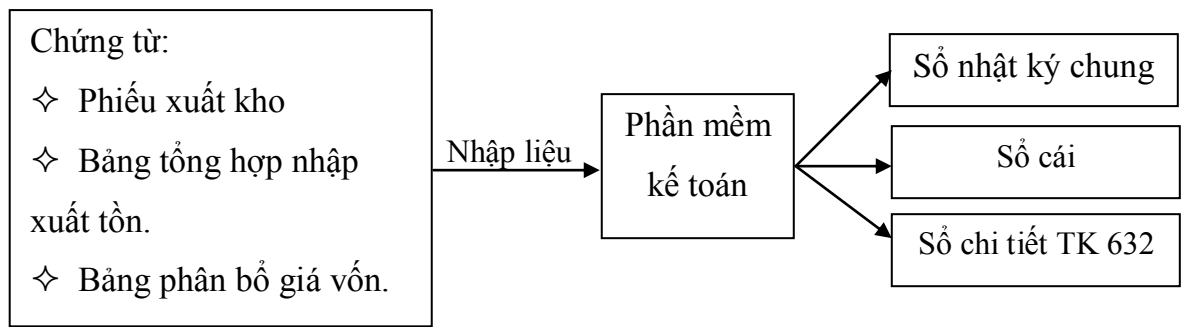 Chứng từ:
✧ Phiếu xuất kho
✧ Bảng tổng hợp nhập
xuất tồn.
✧ Bảng phân bổ giá vốn.
Nhập liệu
Phần mềm
kế toán
Sổ nhật ký chung
Sổ cái
Sổ chi tiết TK 632